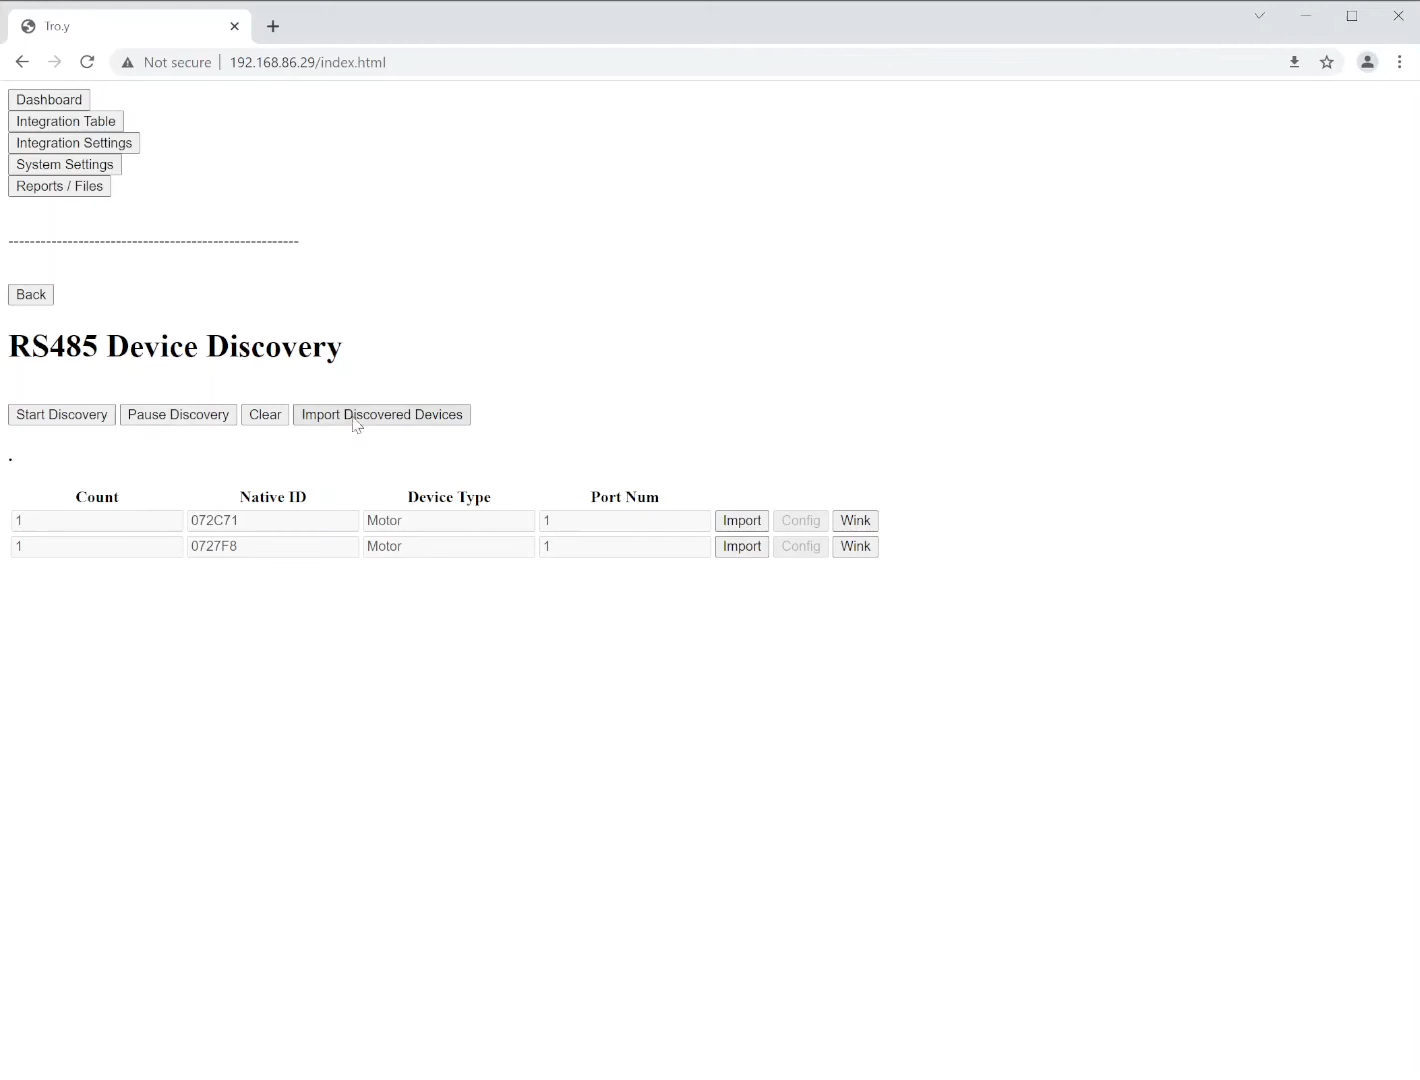 Tro.y
Not secure | 192.168.86.29/index.html
Dashboard
Integration Table
Integration Settings
System Settings
Reports / Files
-------------------------------------------------------
Back
RS485 Device Discovery
Start Discovery Pause Discovery Clear Import Discovered Devices
.
Count Native ID Device Type Port Num
1 072C71 Motor 1 Import Config Wink
1 0727F8 Motor 1 Import Config Wink